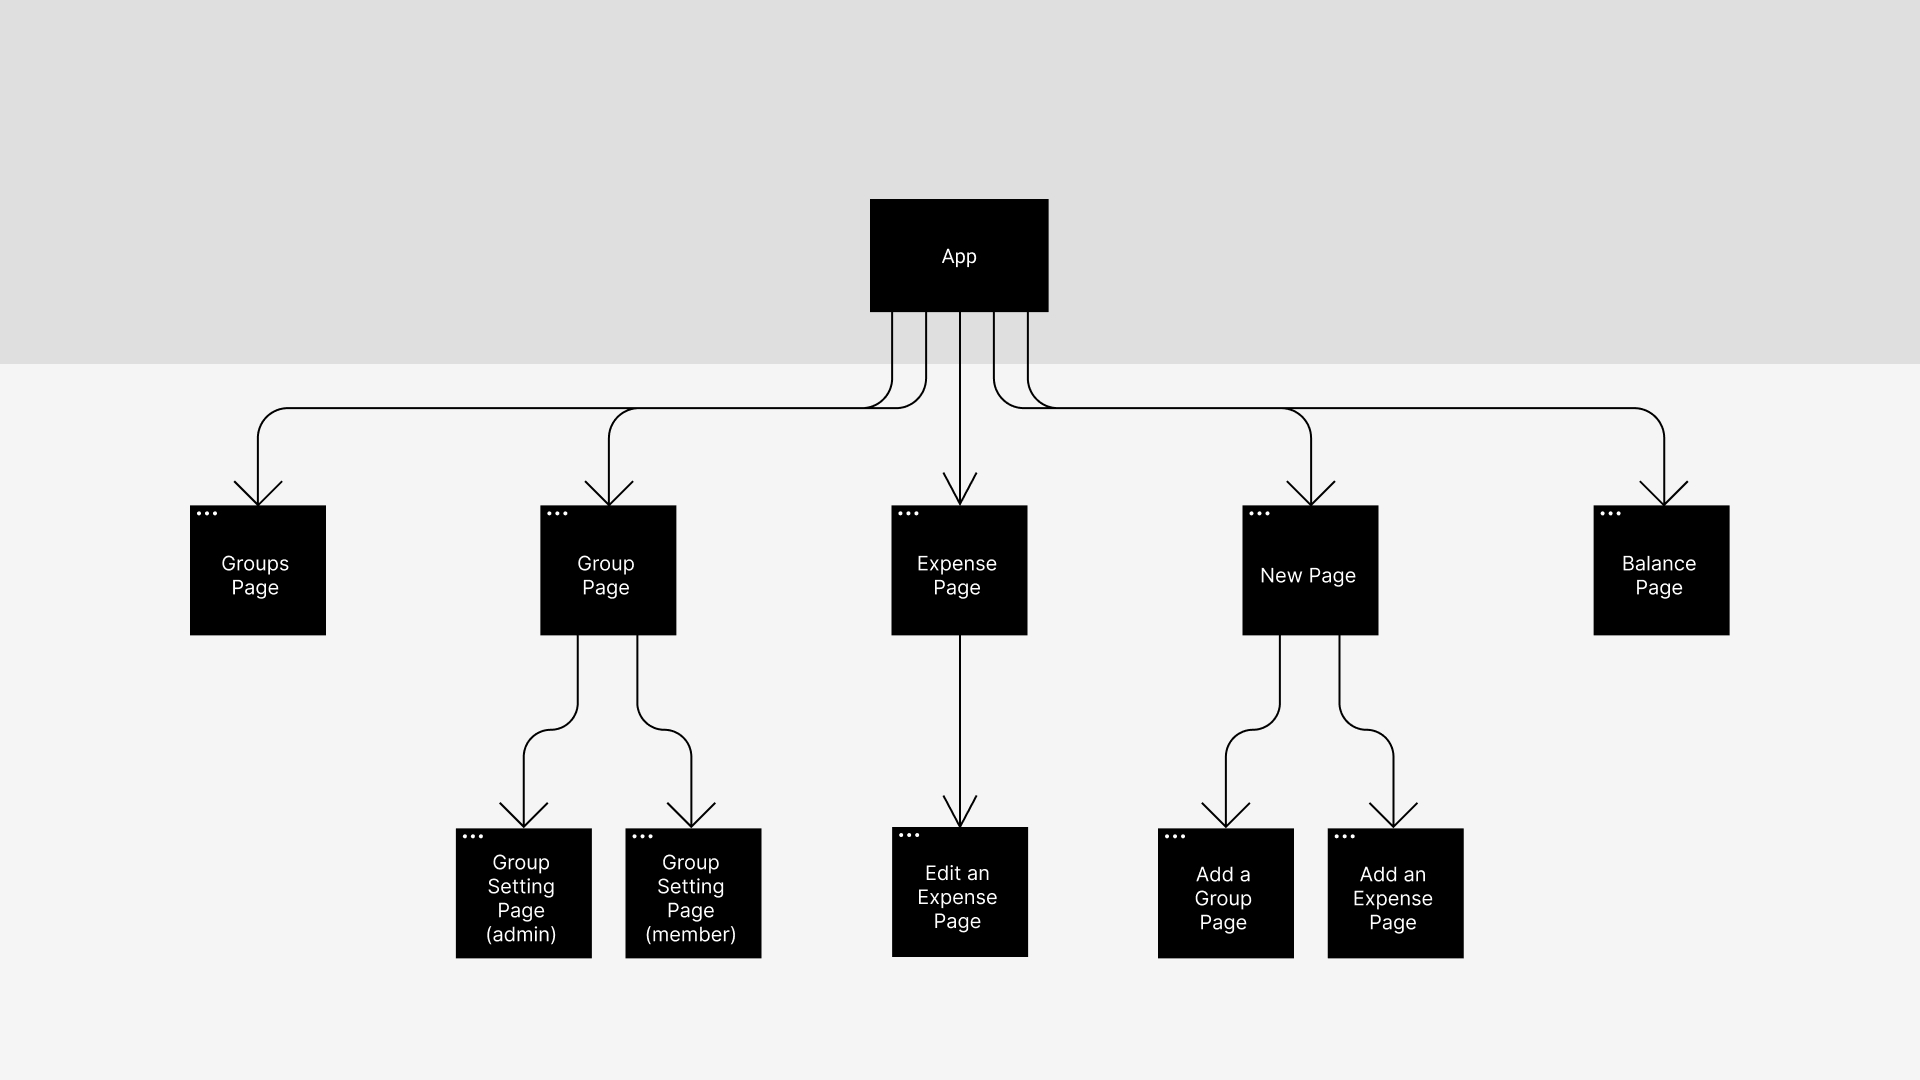 App
Groups
Page
Group
Page
Expense
Page
New Page
Balance
Page
Group
Setting
Page
(admin)
Group
Setting
Page
(member)
Edit an
Expense
Page
Add a
Group
Page
Add an
Expense
Page